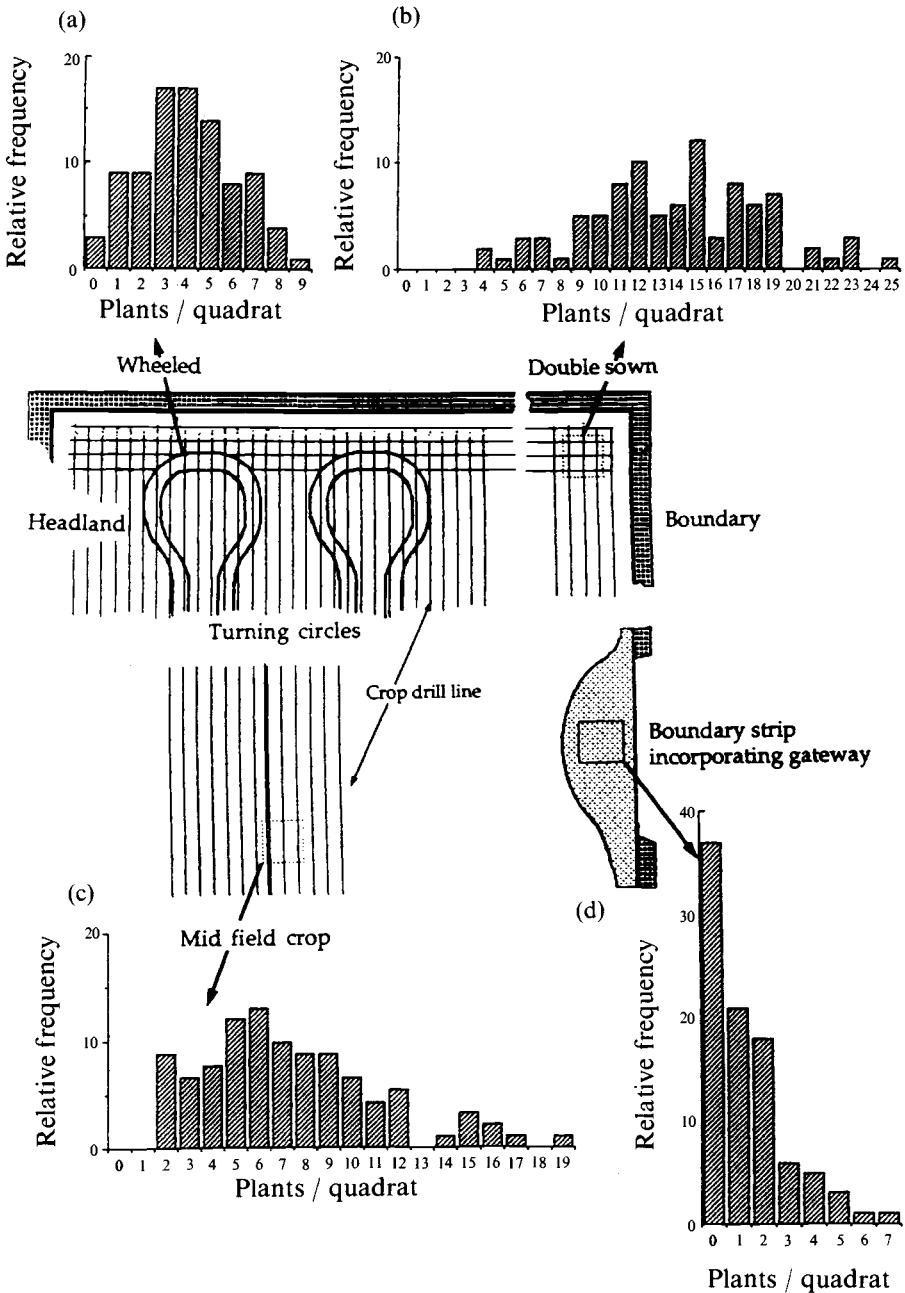 (a)
20
10
0
Relative frequency
0 1 2 3 4 5 6 7 8 9
Plants / quadrat
(b)
20
10
0
Relative frequency
0 1 2 3 4 5 6 7 8 9 10 11 12 13 14 15 16 17 18 19 20 21 22 23 24 25
Plants / quadrat
Wheeled
Double sown
Headland
Boundary
Turning circles
Crop drill line
Boundary strip
incorporating gateway
(c)
Mid field crop
20
10
0
Relative frequency
0 1 2 3 4 5 6 7 8 9 10 11 12 13 14 15 16 17 18 19
Plants / quadrat
(d)
40
30
20
10
0
Relative frequency
0 1 2 3 4 5 6 7
Plants / quadrat